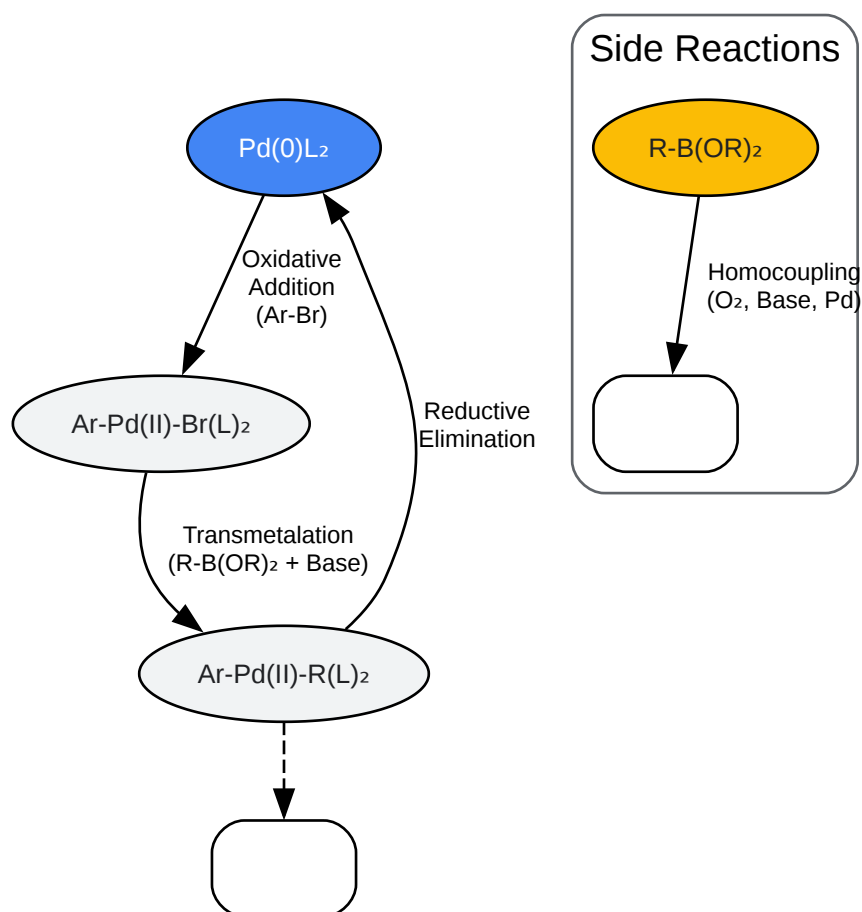 Side Reactions
Pd(0)L₂
R-B(OR)₂
Oxidative
Addition
(Ar-Br)
Homocoupling
(O₂, Base, Pd)
Ar-Pd(II)-Br(L)₂
Reductive
Elimination
Transmetalation
(R-B(OR)₂ + Base)
Ar-Pd(II)-R(L)₂